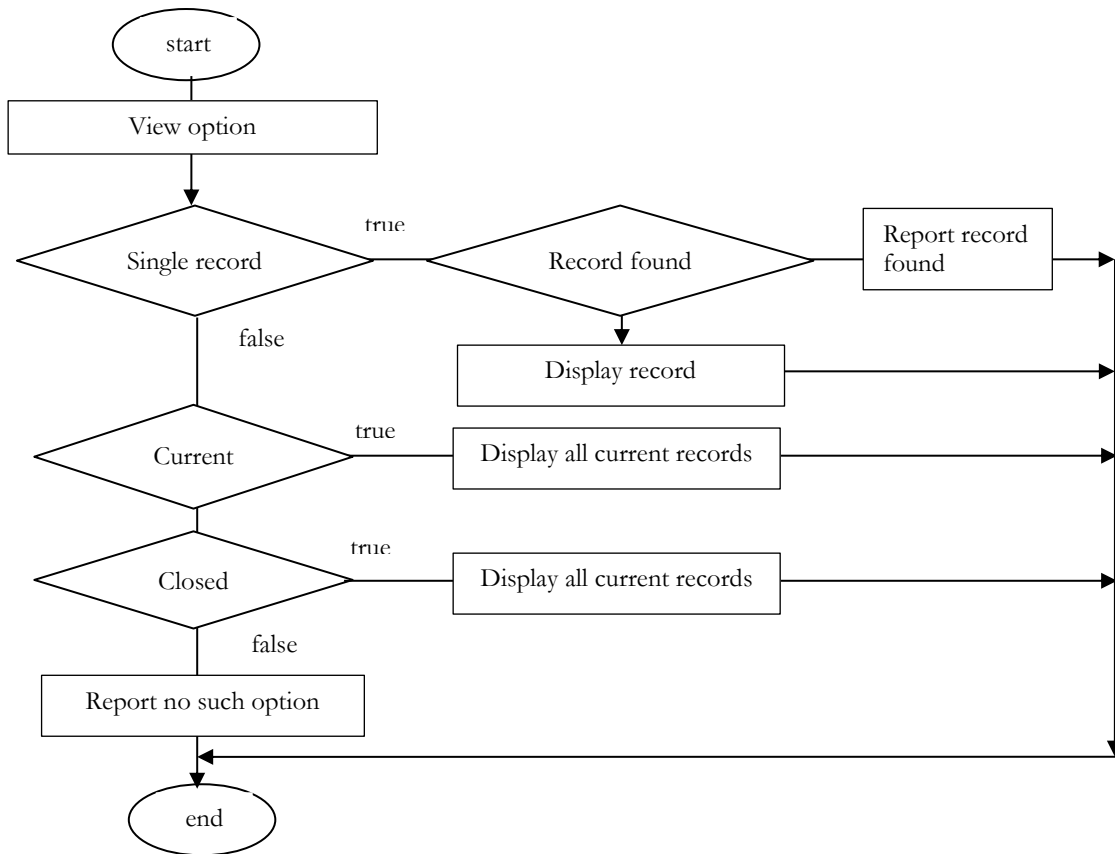 start
View option
true
Single record
Record found
Report record
found
false
Display record
true
Current
Display all current records
true
Closed
Display all current records
false
Report no such option
end